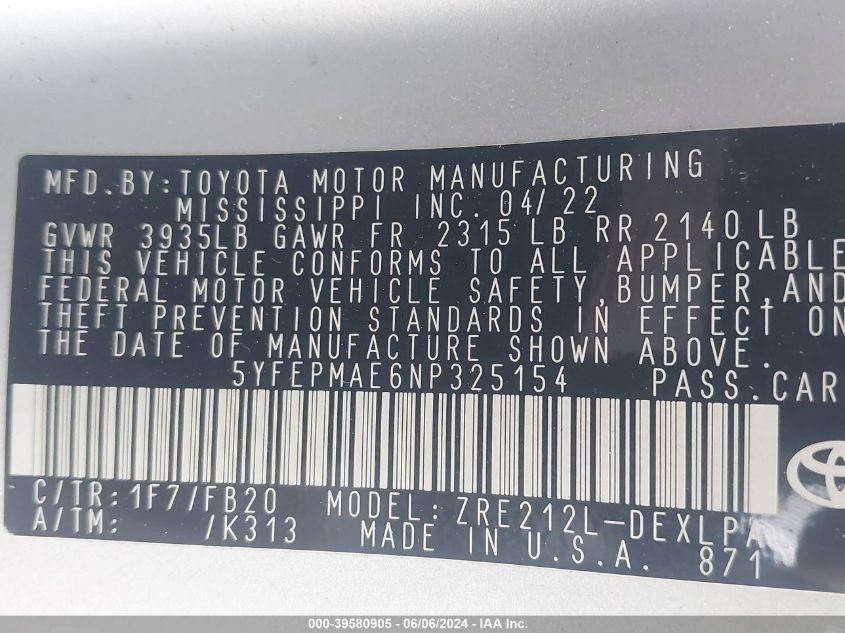 MFD.BY:TOYOTA MOTOR MANUFACTURING
MISSISSIPPI INC. 04/22
GVWR 3935LB GAWR FR 2315LB RR 2140LB
THIS VEHICLE CONFORMS TO ALL APPLICABLE
FEDERAL MOTOR VEHICLE SAFETY,BUMPER,AND
THEFT PREVENTION STANDARDS IN EFFECT ON
THE DATE OF MANUFACTURE SHOWN ABOVE.
5YFEPMAE6NP325154 PASS.CAR
C/TR:1F7/FB20 MODEL:ZRE212L-DEXLPA
A/TM: /K313 MADE IN U.S.A. 871
000-39580905 - 06/06/2024 - IAA Inc.